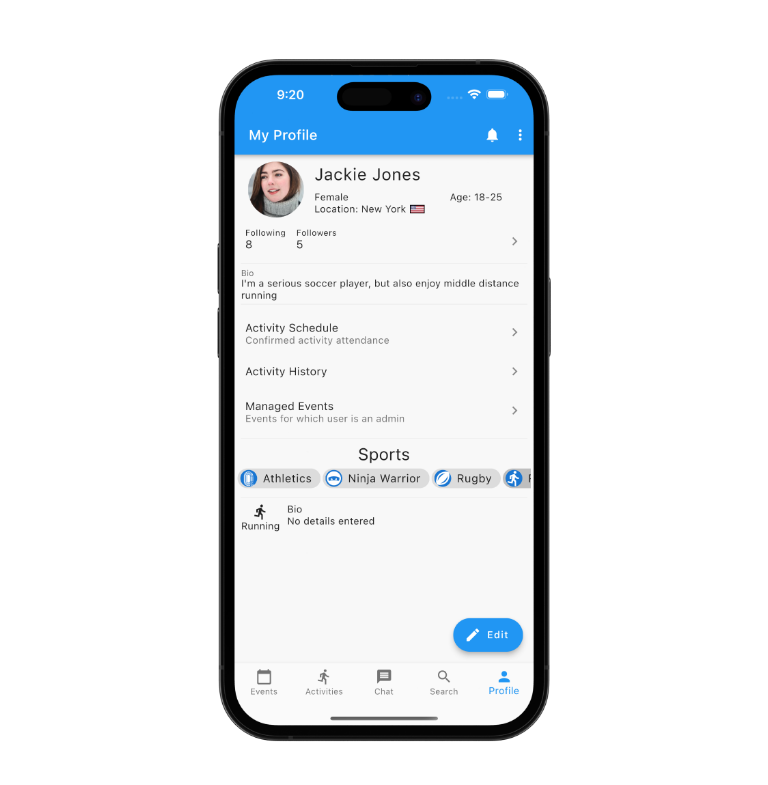 9:20
My Profile
Jackie Jones
Female
Age: 18-25
Location: New York
Following
Followers
8
5
Bio
I'm a serious soccer player, but also enjoy middle distance
running
Activity Schedule
Confirmed activity attendance
Activity History
Managed Events
Events for which user is an admin
Sports
Athletics
Ninja Warrior
Rugby
Bio
No details entered
Running
Edit
Events
Activities
Chat
Search
Profile